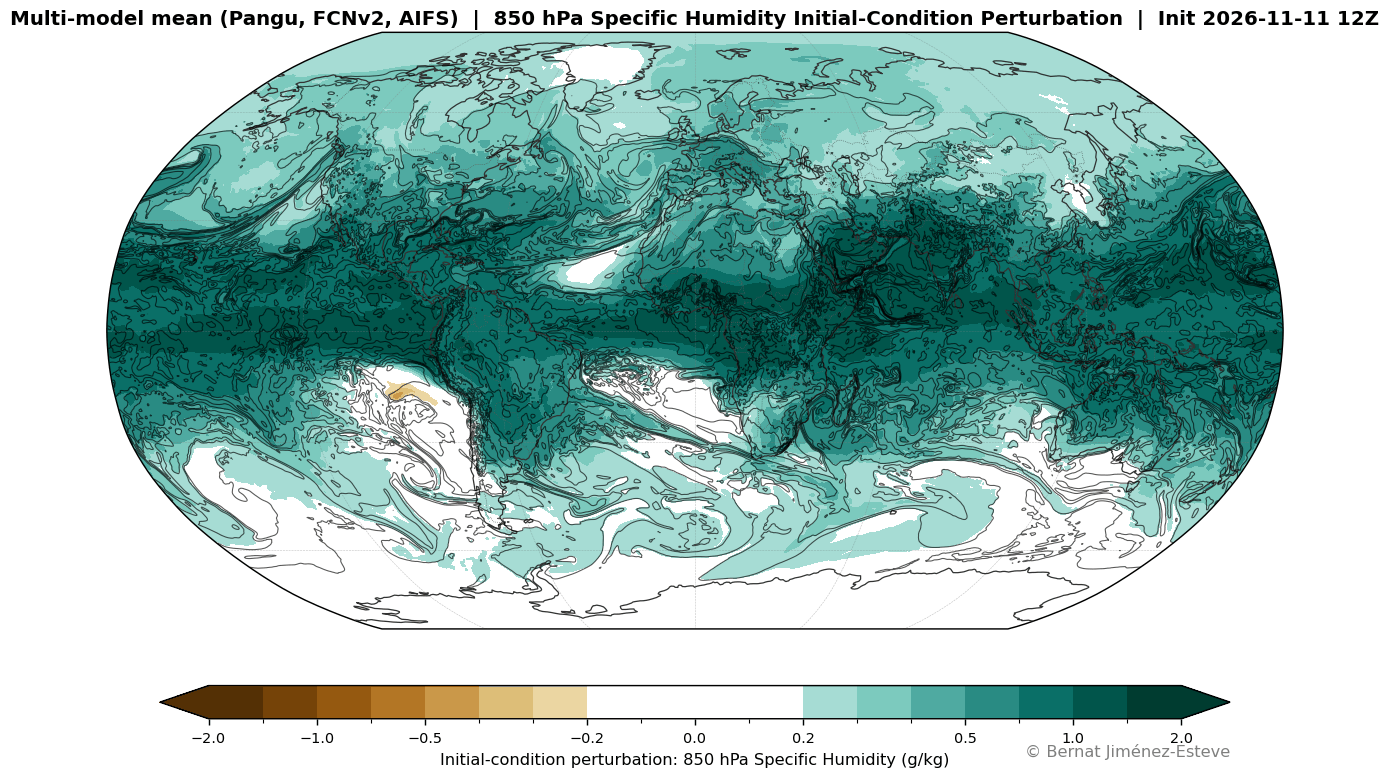 Multi-model mean (Pangu, FCNv2, AIFS)  |  850 hPa Specific Humidity Initial-Condition Perturbation  |  Init 2026-11-11 12Z
−2.0 −1.0 −0.5 −0.2 0.0 0.2 0.5 1.0 2.0
Initial-condition perturbation: 850 hPa Specific Humidity (g/kg)
© Bernat Jiménez-Esteve